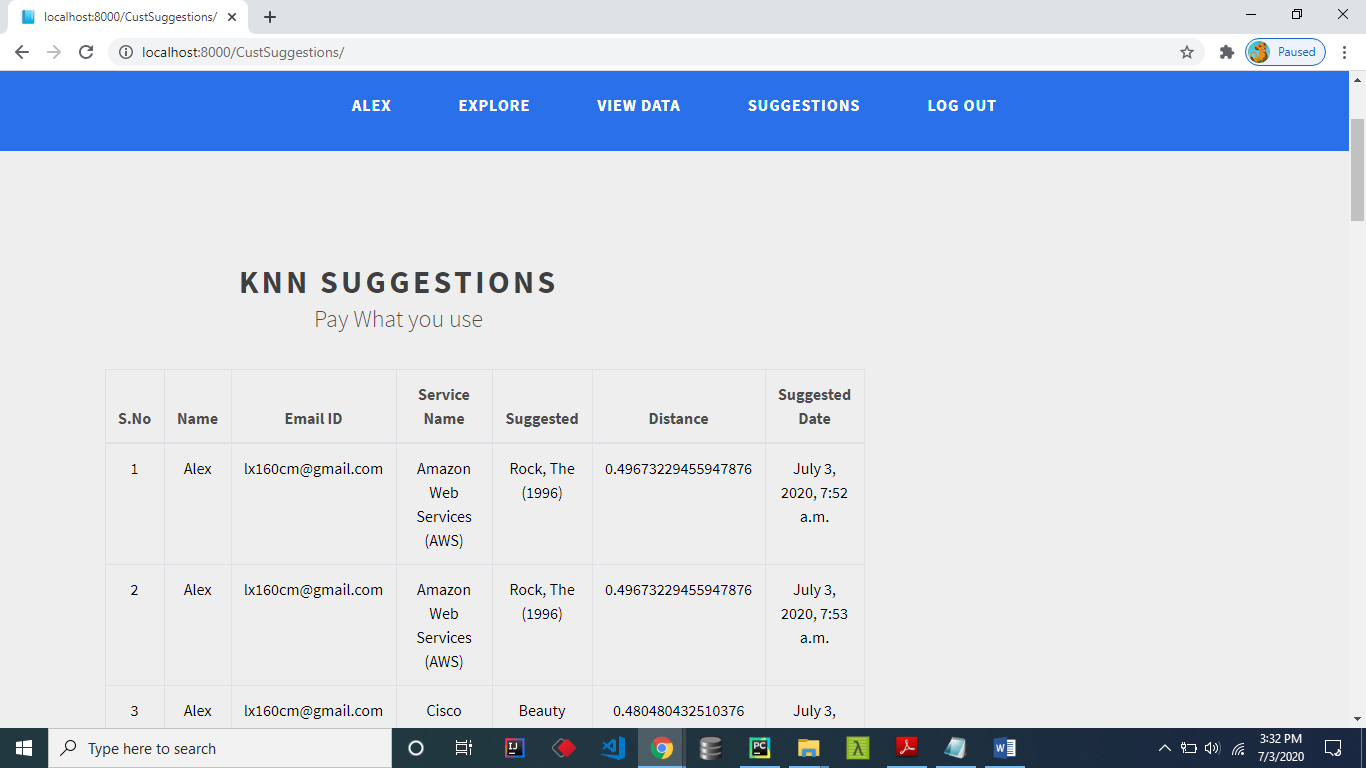 localhost:8000/CustSuggestions/
localhost:8000/CustSuggestions/
Paused
ALEX
EXPLORE
VIEW DATA
SUGGESTIONS
LOG OUT
KNN SUGGESTIONS
Pay What you use
S.No
Name
Email ID
Service
Name
Suggested
Distance
Suggested
Date
1
Alex
lx160cm@gmail.com
Amazon
Web
Services
(AWS)
Rock, The
(1996)
0.49673229455947876
July 3,
2020, 7:52
a.m.
2
Alex
lx160cm@gmail.com
Amazon
Web
Services
(AWS)
Rock, The
(1996)
0.49673229455947876
July 3,
2020, 7:53
a.m.
3
Alex
lx160cm@gmail.com
Cisco
Beauty
0.480480432510376
July 3,
Type here to search
IJ
PC
W
3:32 PM
7/3/2020